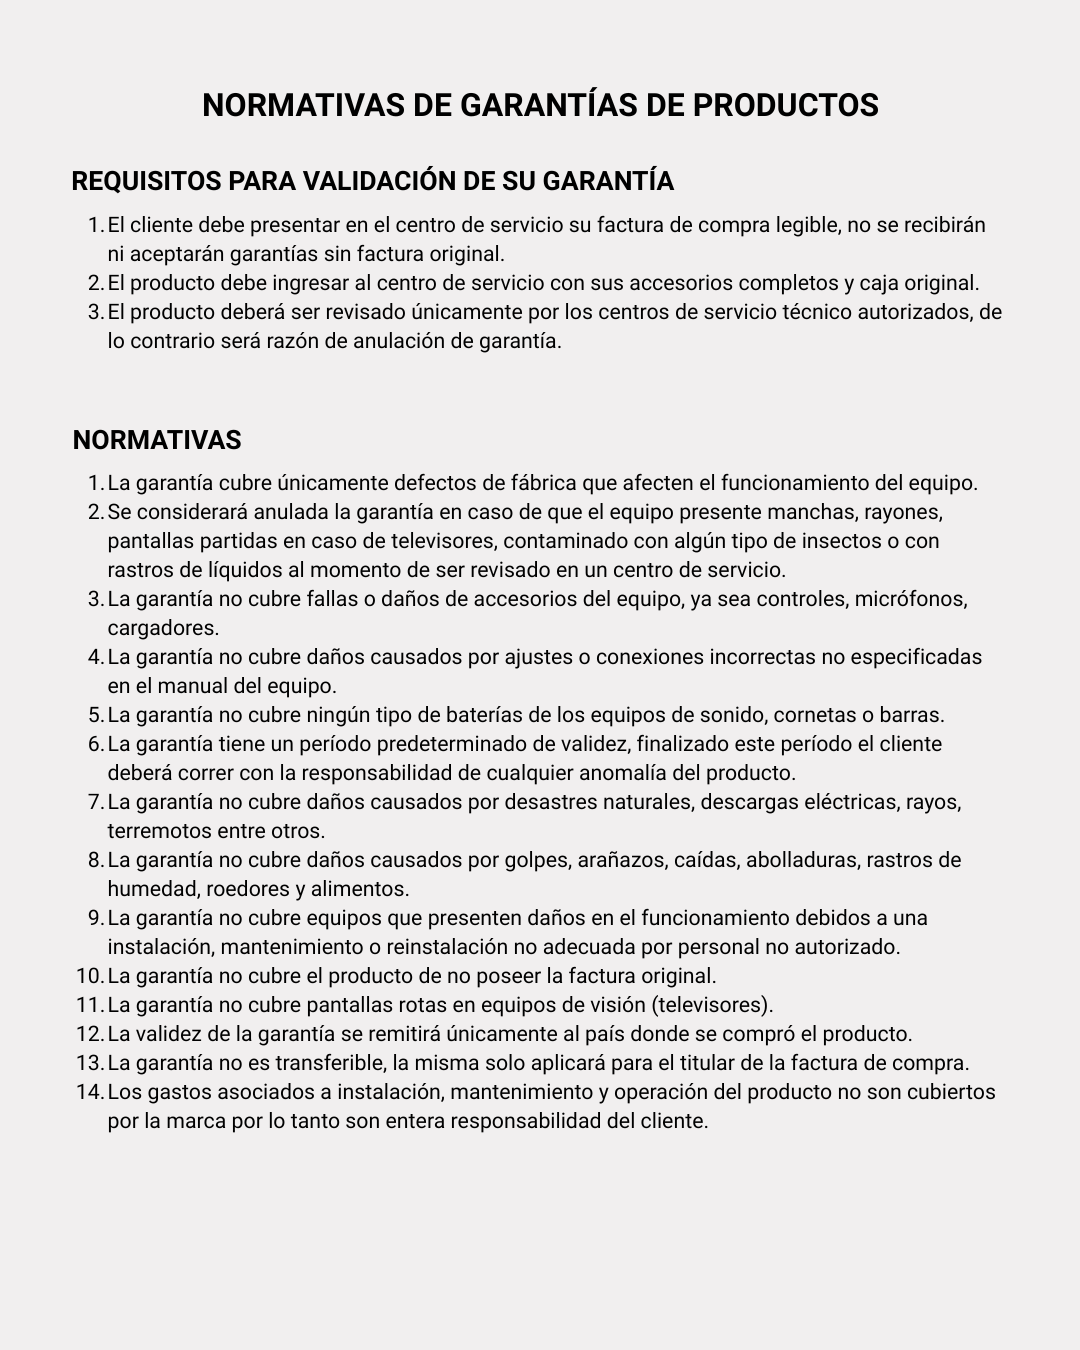 NORMATIVAS DE GARANTÍAS DE PRODUCTOS
REQUISITOS PARA VALIDACIÓN DE SU GARANTÍA
1. El cliente debe presentar en el centro de servicio su factura de compra legible, no se recibirán
ni aceptarán garantías sin factura original.
2. El producto debe ingresar al centro de servicio con sus accesorios completos y caja original.
3. El producto deberá ser revisado únicamente por los centros de servicio técnico autorizados, de
lo contrario será razón de anulación de garantía.
NORMATIVAS
1. La garantía cubre únicamente defectos de fábrica que afecten el funcionamiento del equipo.
2. Se considerará anulada la garantía en caso de que el equipo presente manchas, rayones,
pantallas partidas en caso de televisores, contaminado con algún tipo de insectos o con
rastros de líquidos al momento de ser revisado en un centro de servicio.
3. La garantía no cubre fallas o daños de accesorios del equipo, ya sea controles, micrófonos,
cargadores.
4. La garantía no cubre daños causados por ajustes o conexiones incorrectas no especificadas
en el manual del equipo.
5. La garantía no cubre ningún tipo de baterías de los equipos de sonido, cornetas o barras.
6. La garantía tiene un período predeterminado de validez, finalizado este período el cliente
deberá correr con la responsabilidad de cualquier anomalía del producto.
7. La garantía no cubre daños causados por desastres naturales, descargas eléctricas, rayos,
terremotos entre otros.
8. La garantía no cubre daños causados por golpes, arañazos, caídas, abolladuras, rastros de
humedad, roedores y alimentos.
9. La garantía no cubre equipos que presenten daños en el funcionamiento debidos a una
instalación, mantenimiento o reinstalación no adecuada por personal no autorizado.
10. La garantía no cubre el producto de no poseer la factura original.
11. La garantía no cubre pantallas rotas en equipos de visión (televisores).
12. La validez de la garantía se remitirá únicamente al país donde se compró el producto.
13. La garantía no es transferible, la misma solo aplicará para el titular de la factura de compra.
14. Los gastos asociados a instalación, mantenimiento y operación del producto no son cubiertos
por la marca por lo tanto son entera responsabilidad del cliente.